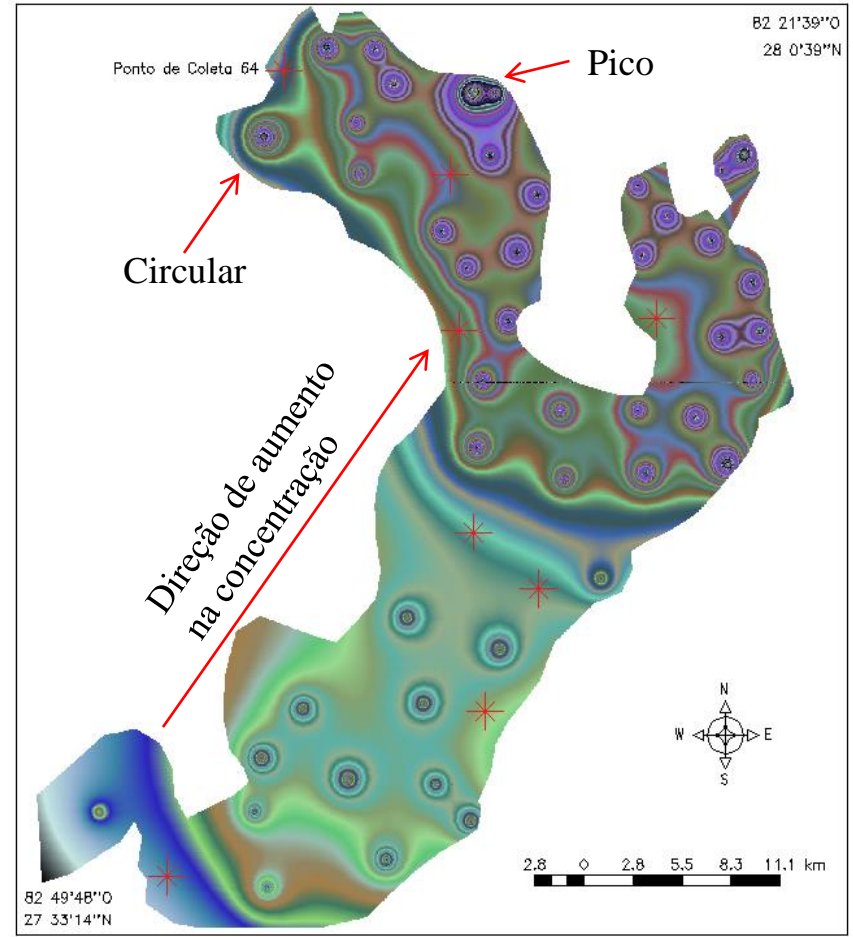 82 21'39''O
28 0'39''N
Ponto de Coleta 64
Pico
Circular
Direção de aumento
na concentração
N
W E
S
2.8 0 2.8 5.5 8.3 11.1 km
82 49'48''O
27 33'14''N